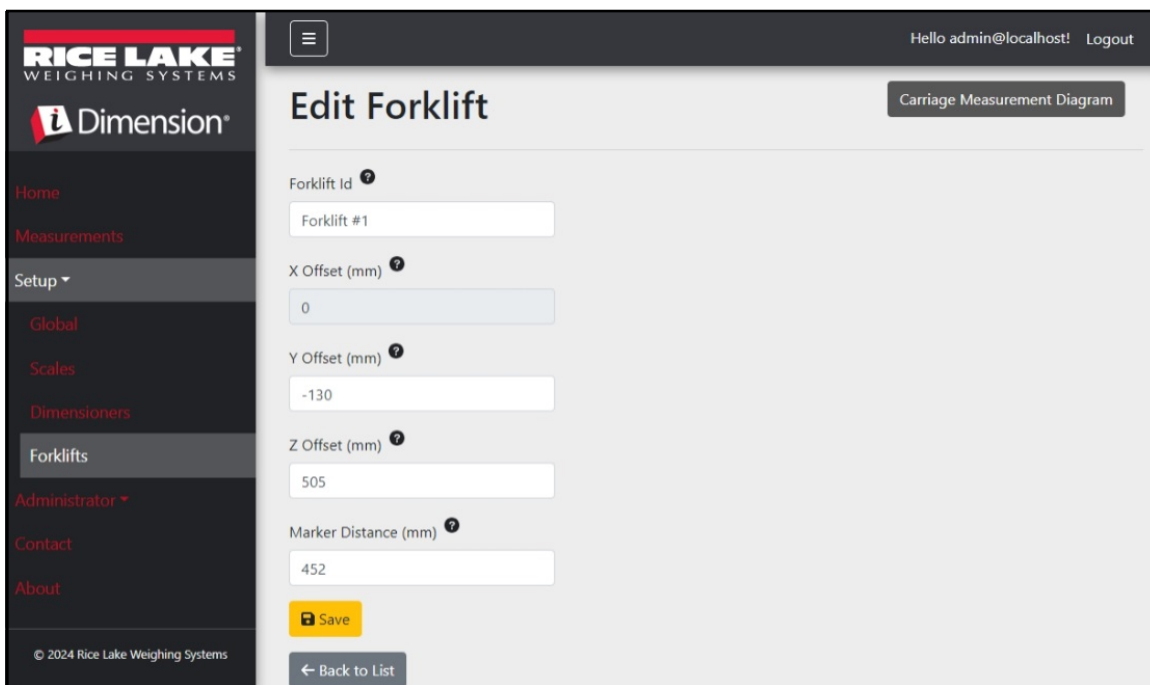 RICE LAKE®
WEIGHING SYSTEMS
i Dimension®
Home
Measurements
Setup
Global
Scales
Dimensioners
Forklifts
Administrator
Contact
About
© 2024 Rice Lake Weighing Systems
Hello admin@localhost! Logout
Edit Forklift
Carriage Measurement Diagram
Forklift Id ?
Forklift #1
X Offset (mm) ?
0
Y Offset (mm) ?
-130
Z Offset (mm) ?
505
Marker Distance (mm) ?
452
Save
← Back to List